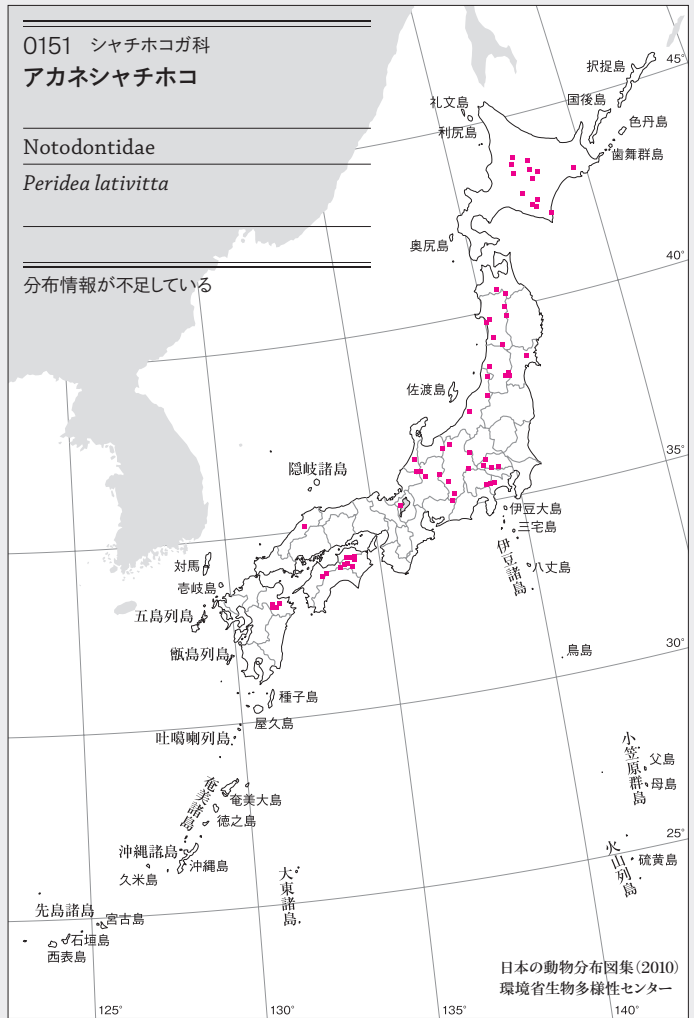 0151 シャチホコガ科
アカネシャチホコ
Notodontidae
Peridea lativitta
分布情報が不足している
択捉島
45°
国後島
礼文島
色丹島
利尻島
歯舞群島
奥尻島
40°
佐渡島
35°
隠岐諸島
伊豆大島
三宅島
伊豆諸島
八丈島
対馬
壱岐島
五島列島
甑島列島
鳥島
30°
種子島
屋久島
吐噶喇列島
小笠原群島
父島
母島
奄美諸島
奄美大島
徳之島
25°
沖縄諸島
沖縄島
久米島
火山列島
硫黄島
大東諸島
先島諸島
宮古島
石垣島
西表島
日本の動物分布図集(2010)
環境省生物多様性センター
125°
130°
135°
140°